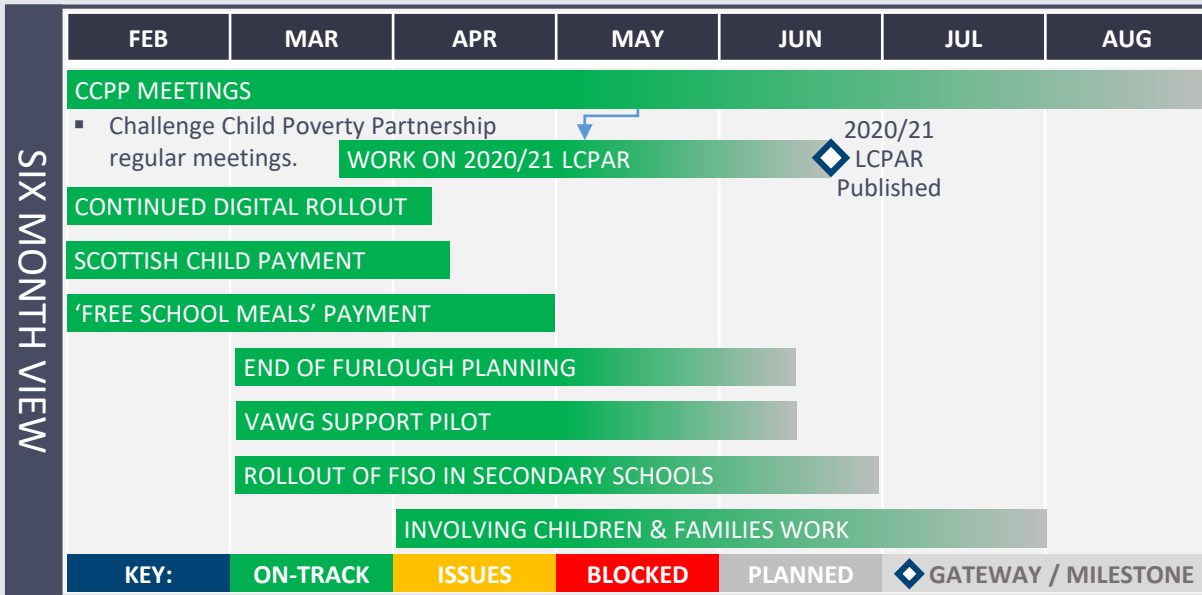 SIX MONTH VIEW
FEB MAR APR MAY JUN JUL AUG
CCPP MEETINGS
▪ Challenge Child Poverty Partnership
regular meetings.
WORK ON 2020/21 LCPAR
2020/21
LCPAR
Published
CONTINUED DIGITAL ROLLOUT
SCOTTISH CHILD PAYMENT
‘FREE SCHOOL MEALS’ PAYMENT
END OF FURLOUGH PLANNING
VAWG SUPPORT PILOT
ROLLOUT OF FISO IN SECONDARY SCHOOLS
INVOLVING CHILDREN & FAMILIES WORK
KEY: ON-TRACK ISSUES BLOCKED PLANNED GATEWAY / MILESTONE